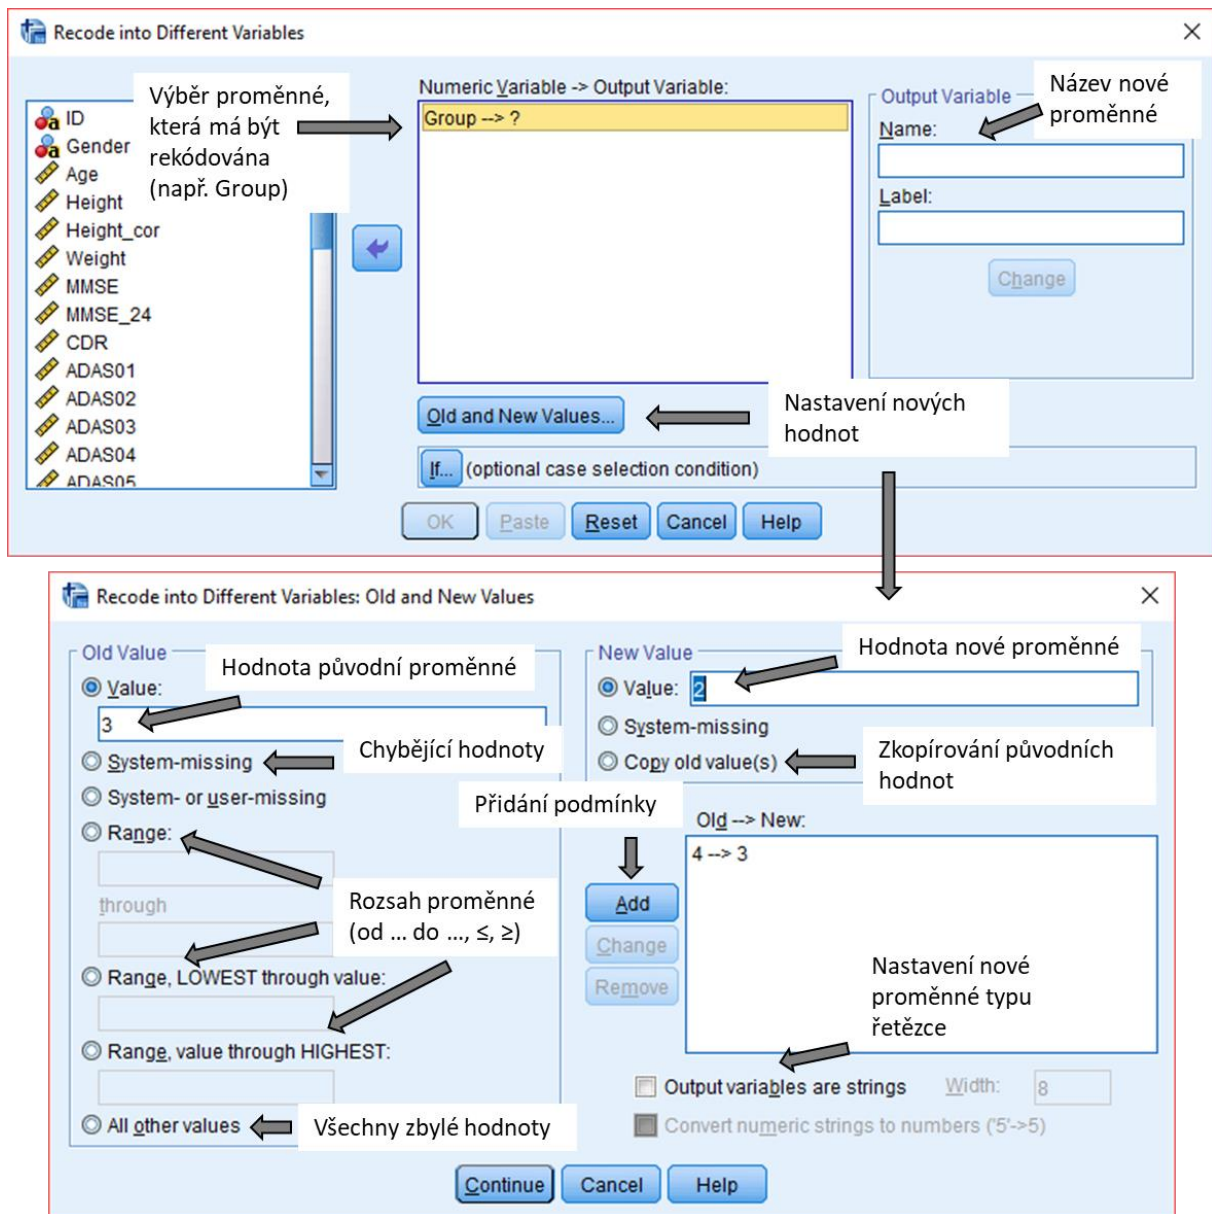 Recode into Different Variables
Výběr proměnné,
která má být
rekódována
(např. Group)
ID
Gender
Age
Height
Height_cor
Weight
MMSE
MMSE_24
CDR
ADAS01
ADAS02
ADAS03
ADAS04
ADAS05
Numeric Variable -> Output Variable:
Group --> ?
Output Variable
Název nové
proměnné
Name:
Label:
Change
Old and New Values...
Nastavení nových
hodnot
If... (optional case selection condition)
OK Paste Reset Cancel Help
Recode into Different Variables: Old and New Values
Old Value
Hodnota původní proměnné
Value:
3
System-missing
Chybějící hodnoty
System- or user-missing
Range:
through
Rozsah proměnné
(od ... do ..., ≤, ≥)
Range, LOWEST through value:
Range, value through HIGHEST:
All other values
Všechny zbylé hodnoty
New Value
Hodnota nové proměnné
Value: 2
System-missing
Copy old value(s)
Zkopírování původních
hodnot
Přidání podmínky
Old --> New:
4 --> 3
Add
Change
Remove
Nastavení nové
proměnné typu
řetězce
Output variables are strings Width: 8
Convert numeric strings to numbers ('5'->5)
Continue Cancel Help